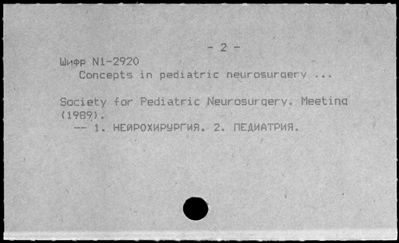 - 2 -
Шифр N1-2920
Concepts in pediatric neurosurgery ...
Society for Pediatric Neurosurgery. Meeting
(1989).
-- 1. НЕЙРОХИРУРГИЯ. 2. ПЕДИАТРИЯ.